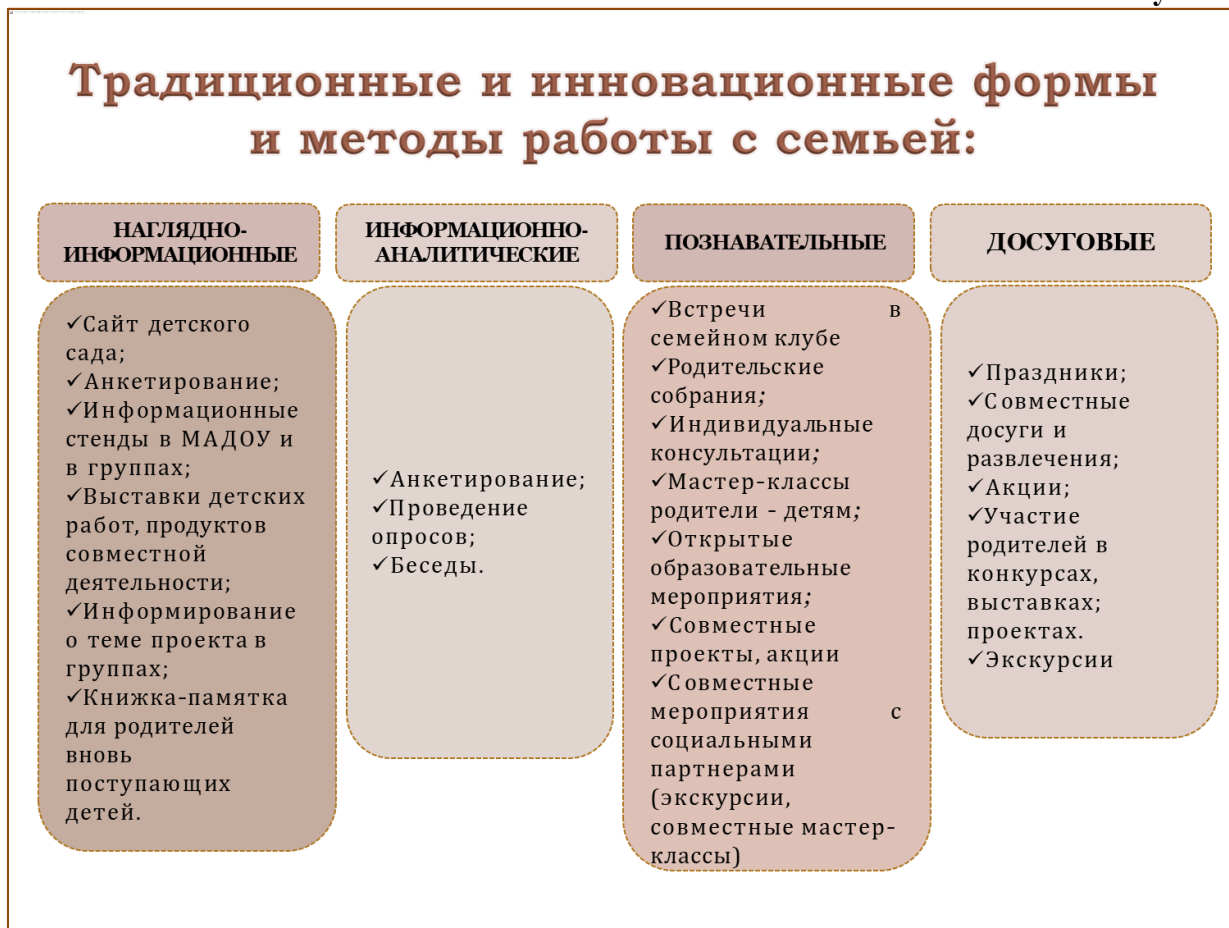 Традиционные и инновационные формы
и методы работы с семьей:
НАГЛЯДНО-
ИНФОРМАЦИОННЫЕ
✓Сайт детского
сада;
✓Анкетирование;
✓Информационные
стенды в МАДОУ и
в группах;
✓Выставки детских
работ, продуктов
совместной
деятельности;
✓Информирование
о теме проекта в
группах;
✓Книжка-памятка
для родителей
вновь
поступающих
детей.
ИНФОРМАЦИОННО-
АНАЛИТИЧЕСКИЕ
✓Анкетирование;
✓Проведение
опросов;
✓Беседы.
ПОЗНАВАТЕЛЬНЫЕ
✓Встречи в
семейном клубе
✓Родительские
собрания;
✓Индивидуальные
консультации;
✓Мастер-классы
родители - детям;
✓Открытые
образовательные
мероприятия;
✓Совместные
проекты, акции
✓Совместные
мероприятия с
социальными
партнерами
(экскурсии,
совместные мастер-
классы)
ДОСУГОВЫЕ
✓Праздники;
✓Совместные
досуги и
развлечения;
✓Акции;
✓Участие
родителей в
конкурсах,
выставках;
проектах.
✓Экскурсии